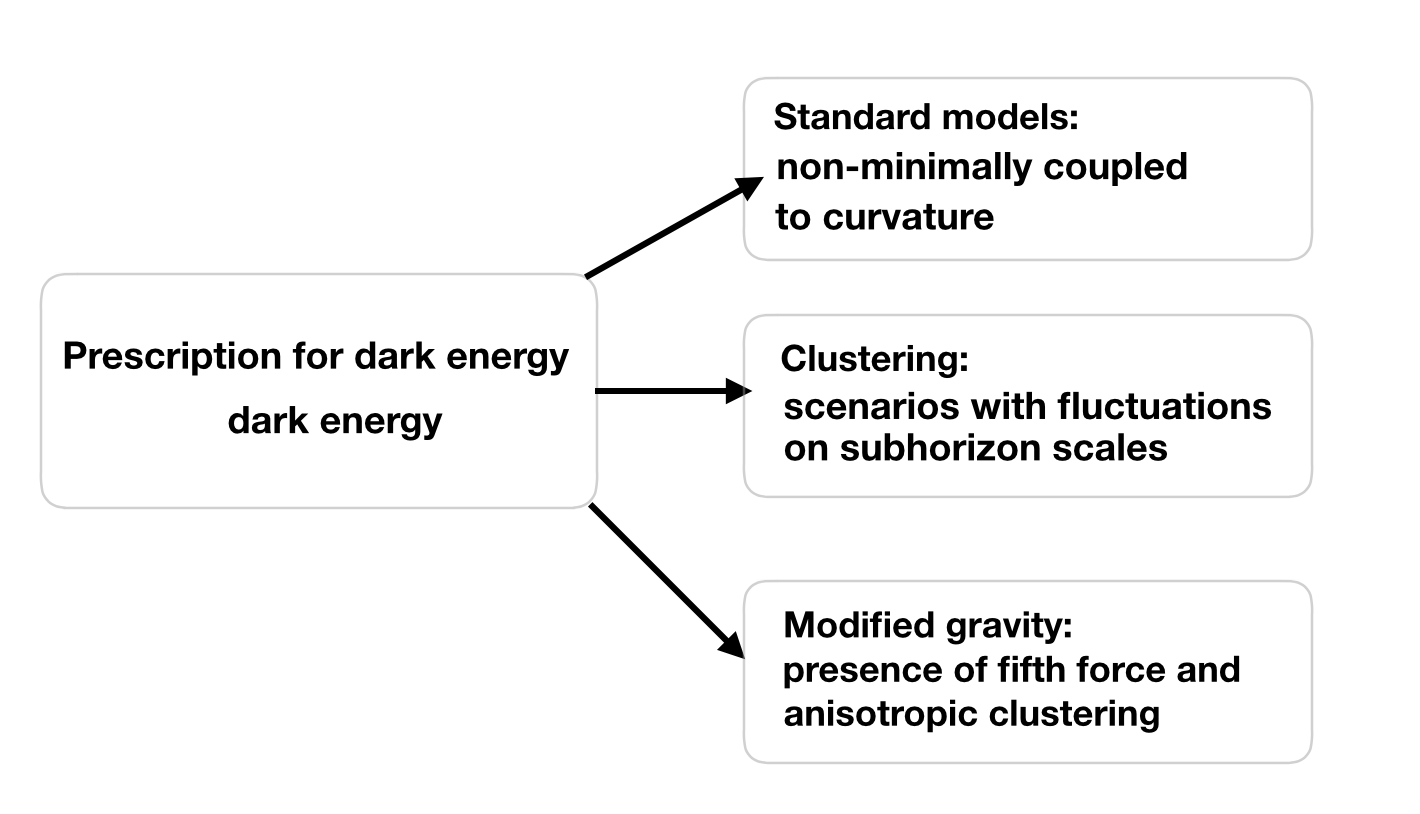 Prescription for dark energy
dark energy
Standard models:
non-minimally coupled
to curvature
Clustering:
scenarios with fluctuations
on subhorizon scales
Modified gravity:
presence of fifth force and
anisotropic clustering